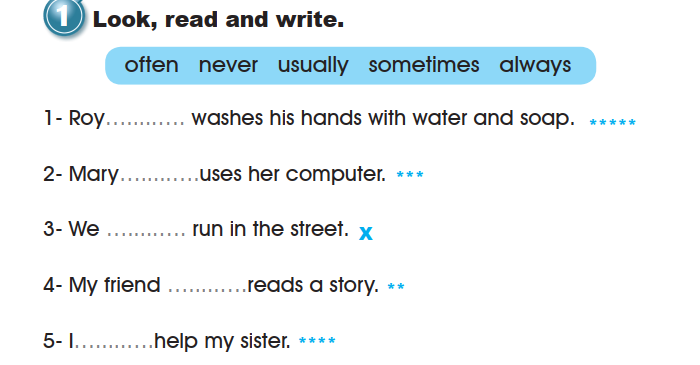 1 Look, read and write.
often never usually sometimes always
1- Roy............ washes his hands with water and soap. *****
2- Mary............uses her computer. ***
3- We ............ run in the street. x
4- My friend ............reads a story. **
5- I............help my sister. ****